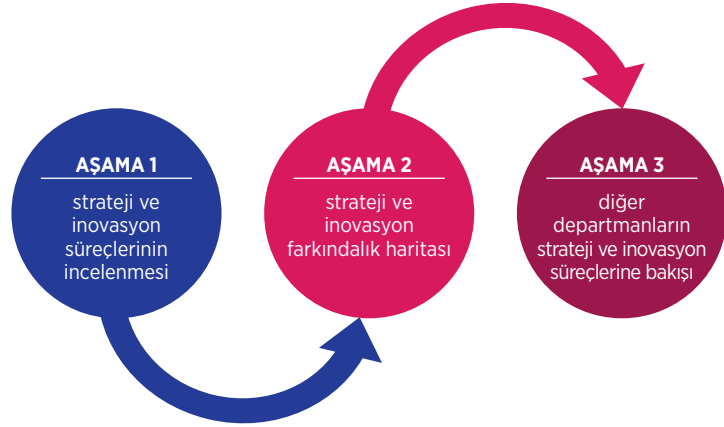 AŞAMA 1
strateji ve
inovasyon
süreçlerinin
incelenmesi
AŞAMA 2
strateji ve
inovasyon
farkındalık haritası
AŞAMA 3
diğer
departmanların
strateji ve inovasyon
süreçlerine bakışı